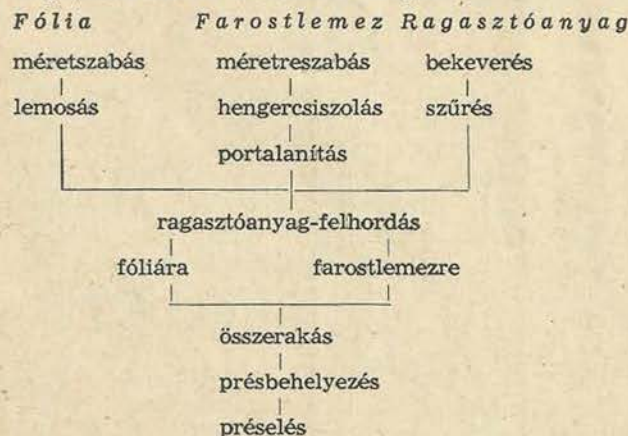 Fólia Farostlemez Ragasztóanyag
méretszabás méretreszabás bekeverés
lemosás hengercsiszolás szűrés
portalanítás
ragasztóanyag-felhordás
fóliára farostlemezre
összerakás
présbehelyezés
préselés